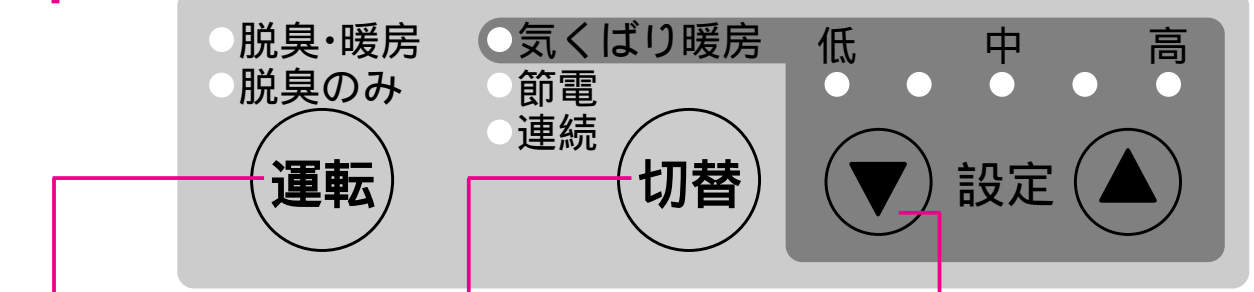 脱臭・暖房
脱臭のみ
運転
気くばり暖房
節電
連続
切替
低 中 高
▼ 設定 ▲